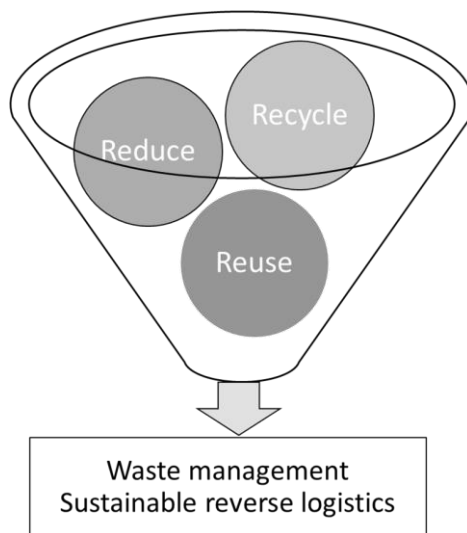 Recycle
Reduce
Reuse
Waste management
Sustainable reverse logistics